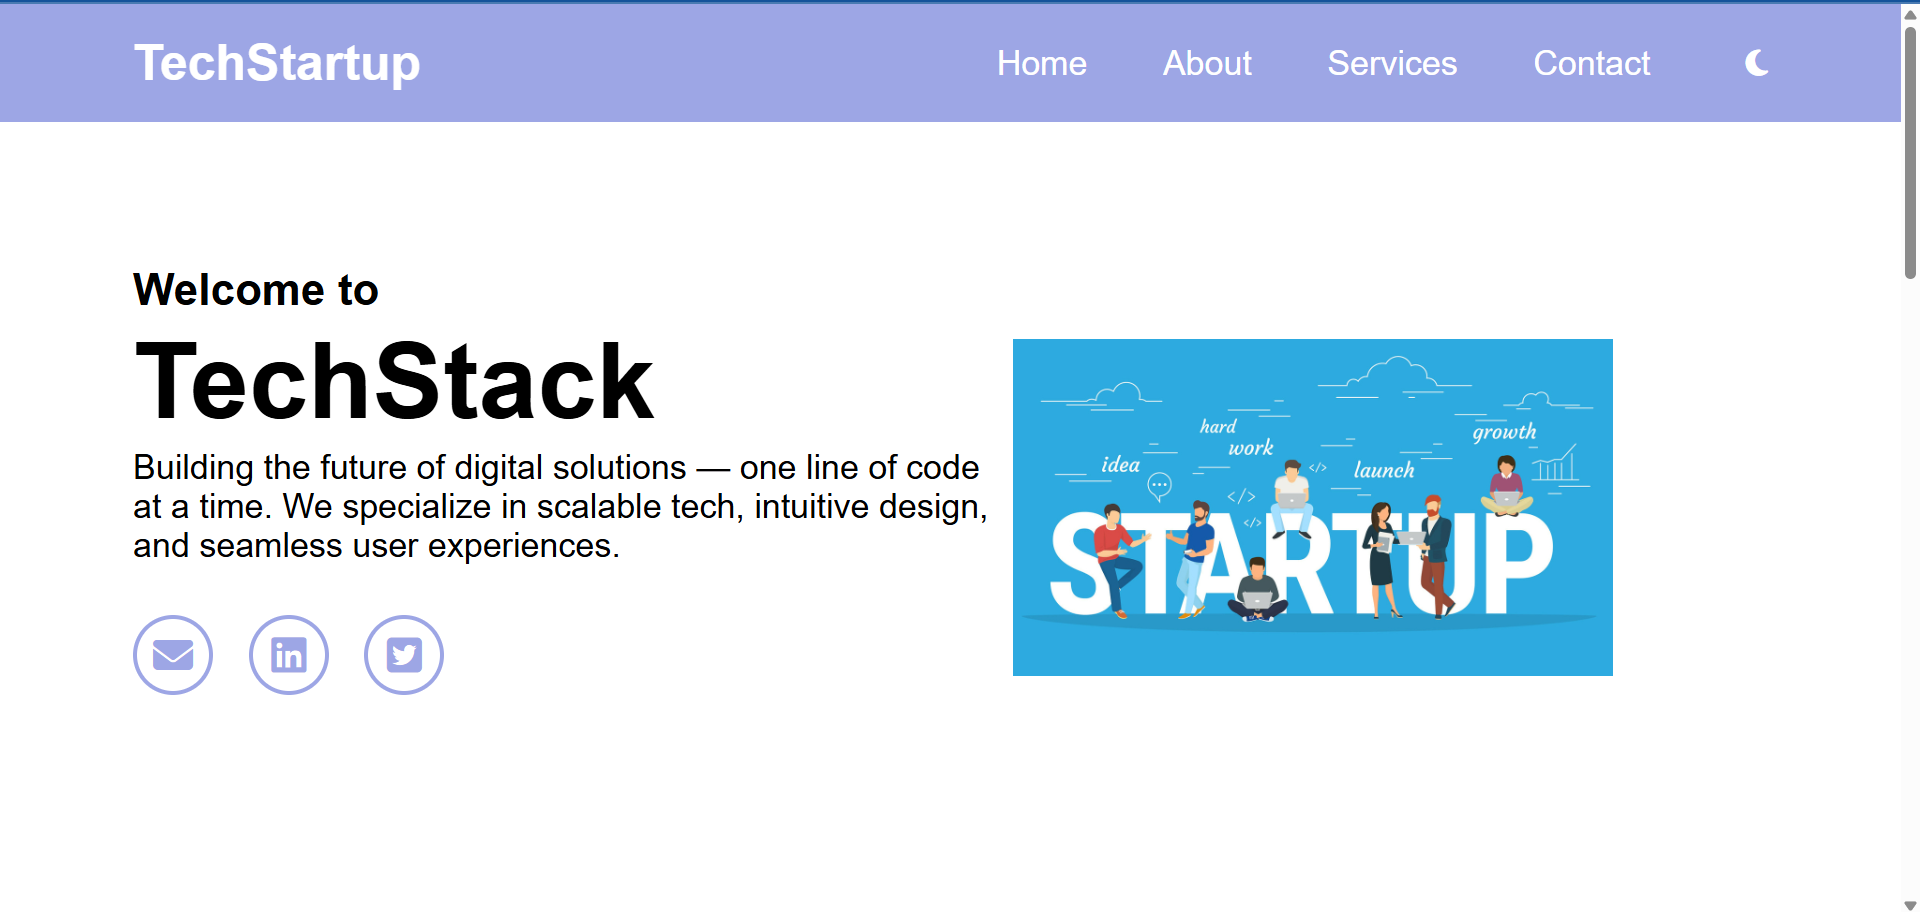 TechStartup
Home About Services Contact
Welcome to
TechStack
Building the future of digital solutions — one line of code
at a time. We specialize in scalable tech, intuitive design,
and seamless user experiences.
in
hard
work
growth
idea
launch
</>
</>
</>
STARTUP